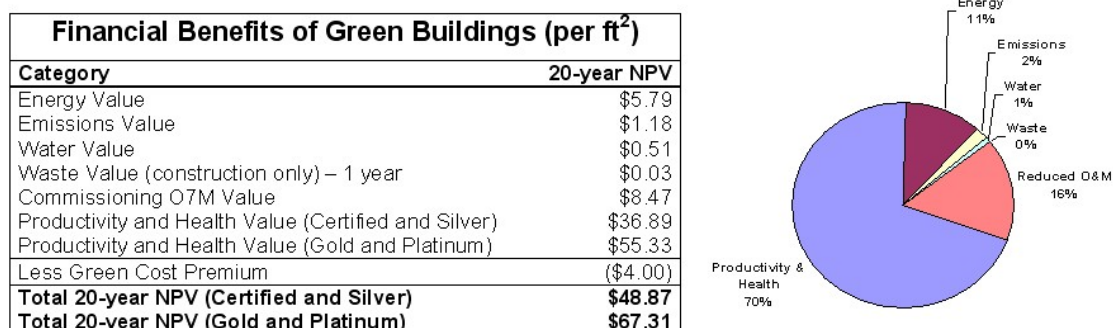 Financial Benefits of Green Buildings (per ft²)
Category 20-year NPV
Energy Value $5.79
Emissions Value $1.18
Water Value $0.51
Waste Value (construction only) – 1 year $0.03
Commissioning O7M Value $8.47
Productivity and Health Value (Certified and Silver) $36.89
Productivity and Health Value (Gold and Platinum) $55.33
Less Green Cost Premium ($4.00)
Total 20-year NPV (Certified and Silver) $48.87
Total 20-year NPV (Gold and Platinum) $67.31
Energy
11%
Emissions
2%
Water
1%
Waste
0%
Reduced O&M
16%
Productivity &
Health
70%